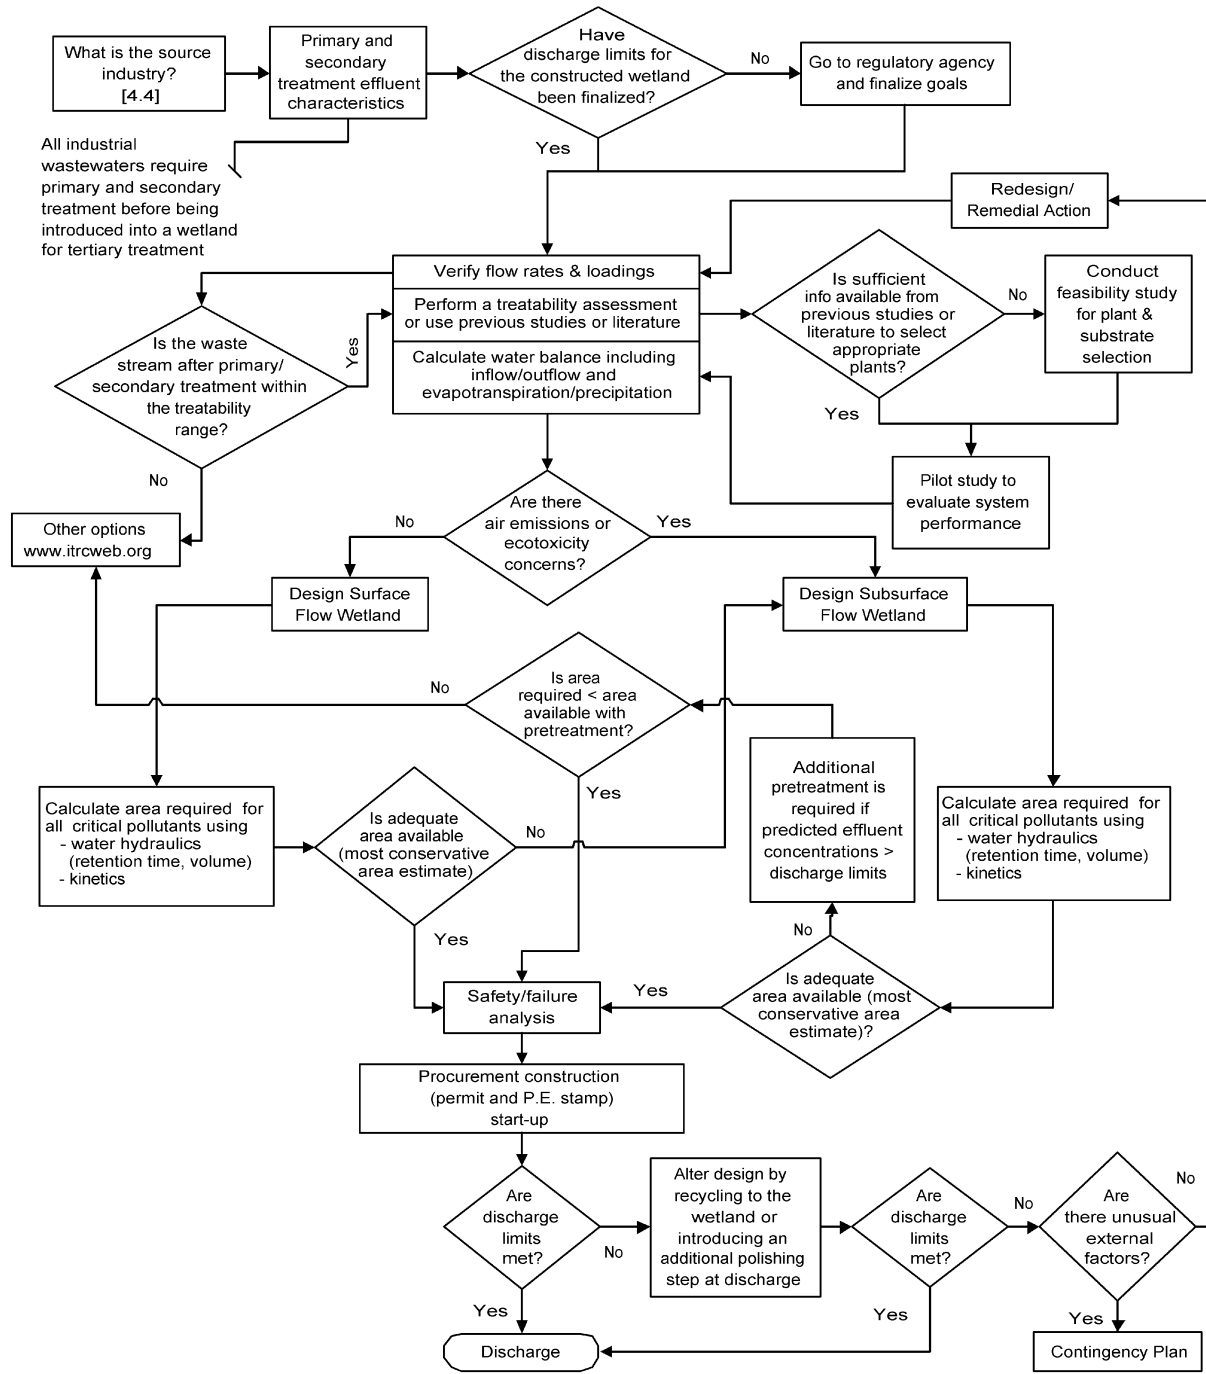 What is the source
industry?
[4.4]
Primary and
secondary
treatment effluent
characteristics
Have
discharge limits for
the constructed wetland
been finalized?
No
Go to regulatory agency
and finalize goals
Yes
All industrial
wastewaters require
primary and secondary
treatment before being
introduced into a wetland
for tertiary treatment
Redesign/
Remedial Action
Verify flow rates & loadings
Perform a treatability assessment
or use previous studies or literature
Calculate water balance including
inflow/outflow and
evapotranspiration/precipitation
Is sufficient
info available from
previous studies or
literature to select
appropriate
plants?
No
Conduct
feasibility study
for plant &
substrate
selection
Yes
Is the waste
stream after primary/
secondary treatment within
the treatability
range?
Yes
No
Pilot study to
evaluate system
performance
Other options
www.itrcweb.org
Are there
air emissions or
ecotoxicity
concerns?
No
Yes
Design Surface
Flow Wetland
Design Subsurface
Flow Wetland
Is area
required < area
available with
pretreatment?
No
Yes
Additional
pretreatment is
required if
predicted effluent
concentrations >
discharge limits
Calculate area required for
all critical pollutants using
- water hydraulics
(retention time, volume)
- kinetics
Is adequate
area available
(most conservative
area estimate)
No
Yes
Calculate area required for
all critical pollutants using
- water hydraulics
(retention time, volume)
- kinetics
No
Is adequate
area available (most
conservative area
estimate)?
Yes
Safety/failure
analysis
Procurement construction
(permit and P.E. stamp)
start-up
Are
discharge
limits
met?
No
Yes
Alter design by
recycling to the
wetland or
introducing an
additional polishing
step at discharge
Are
discharge
limits
met?
No
Yes
Are
there unusual
external
factors?
No
Yes
Discharge
Contingency Plan